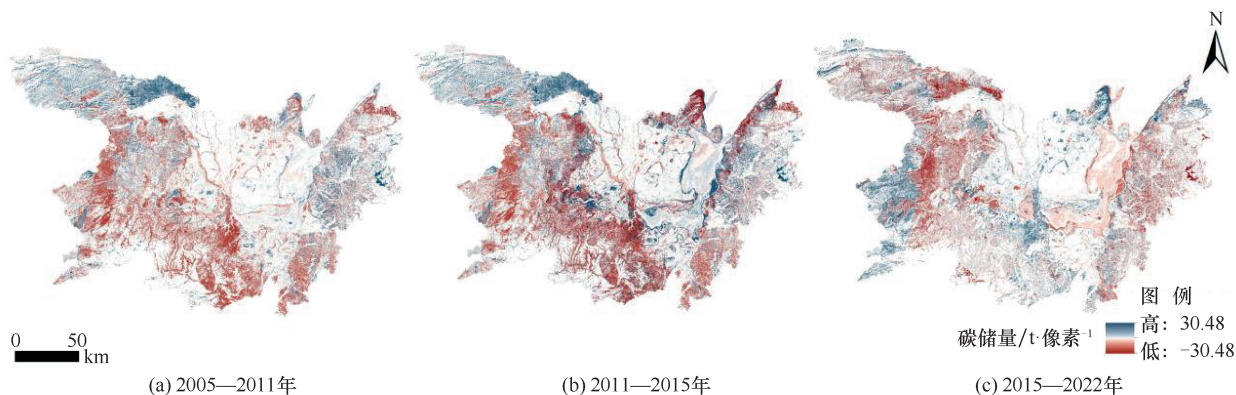 N
图 例
碳储量/t·像素⁻¹
高：30.48
低：-30.48
0 50
km
(a) 2005—2011年
(b) 2011—2015年
(c) 2015—2022年